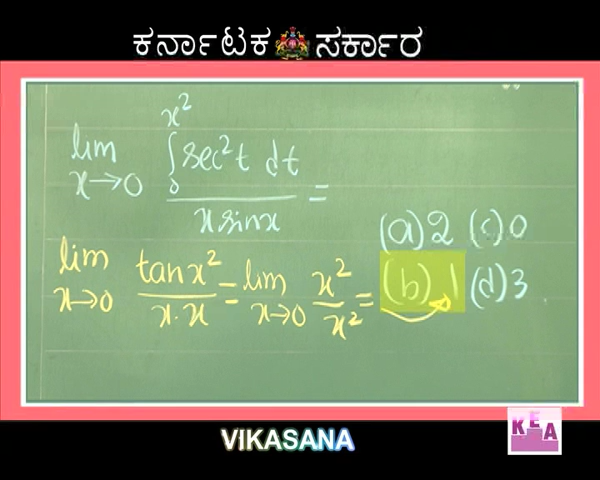 ಕರ್ನಾಟಕ ಸರ್ಕಾರ
lim x→0 ∫₀^{x²} sec²t dt / x sinx =
(a) 2 (c) 0
lim x→0 tan x² / x·x = lim x→0 x² / x² = (b) 1 (d) 3
KEA
VIKASANA